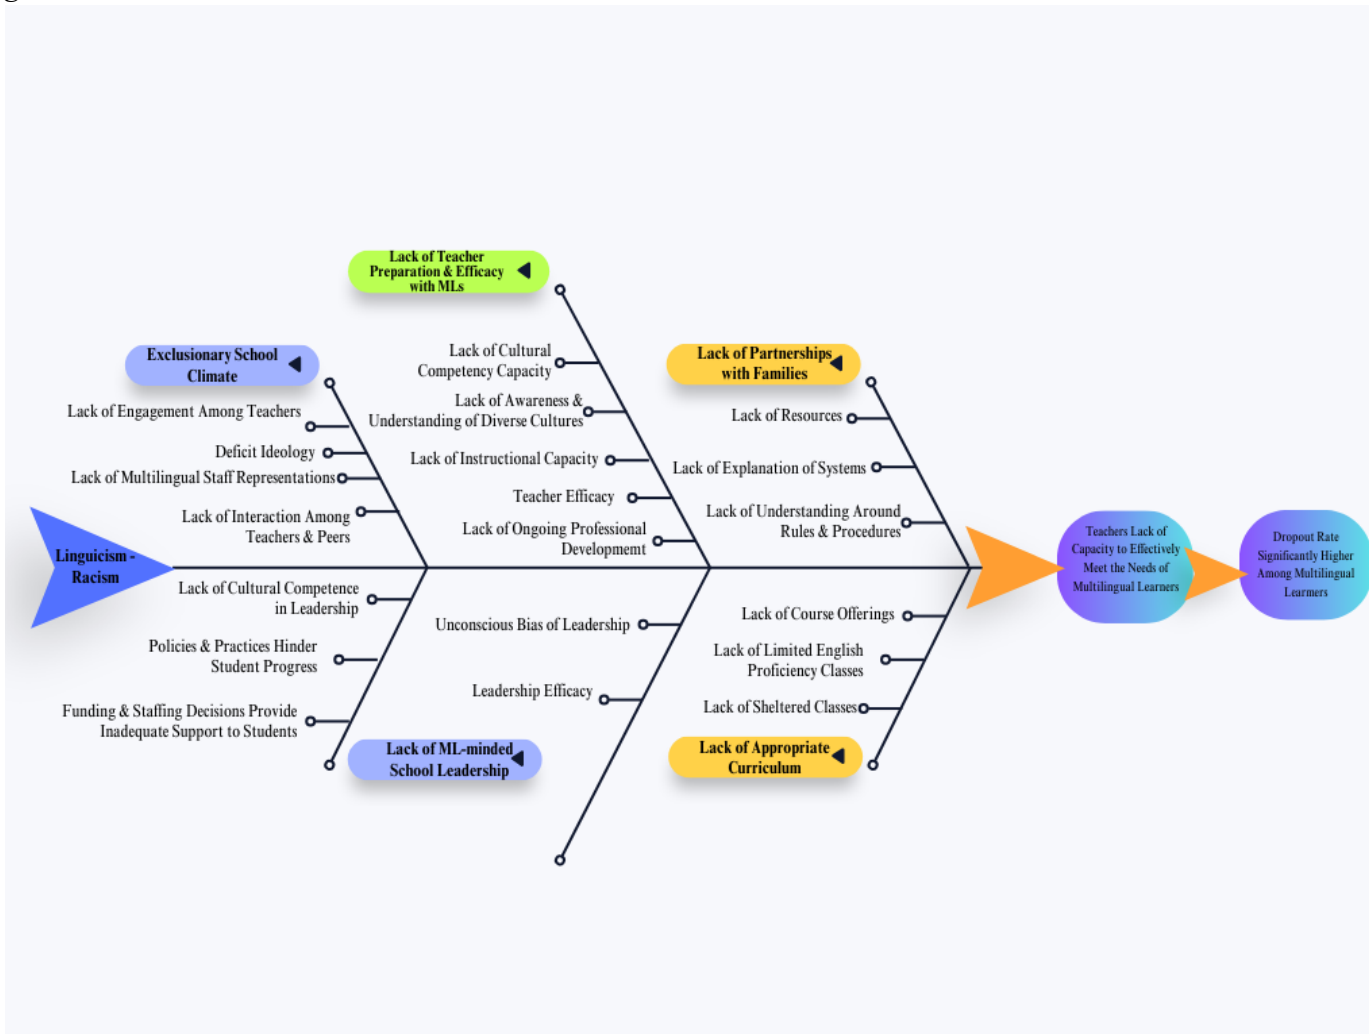 Lack of Teacher
Preparation & Efficacy
with MLs
Exclusionary School
Climate
Lack of Engagement Among Teachers
Deficit Ideology
Lack of Multilingual Staff Representations
Lack of Interaction Among
Teachers & Peers
Lack of Cultural
Competency Capacity
Lack of Awareness &
Understanding of Diverse Cultures
Lack of Instructional Capacity
Teacher Efficacy
Lack of Ongoing Professional
Development
Lack of Partnerships
with Families
Lack of Resources
Lack of Explanation of Systems
Lack of Understanding Around
Rules & Procedures
Linguicism -
Racism
Teachers Lack of
Capacity to Effectively
Meet the Needs of
Multilingual Learners
Dropout Rate
Significantly Higher
Among Multilingual
Learners
Lack of Cultural Competence
in Leadership
Policies & Practices Hinder
Student Progress
Funding & Staffing Decisions Provide
Inadequate Support to Students
Unconscious Bias of Leadership
Leadership Efficacy
Lack of ML-minded
School Leadership
Lack of Course Offerings
Lack of Limited English
Proficiency Classes
Lack of Sheltered Classes
Lack of Appropriate
Curriculum